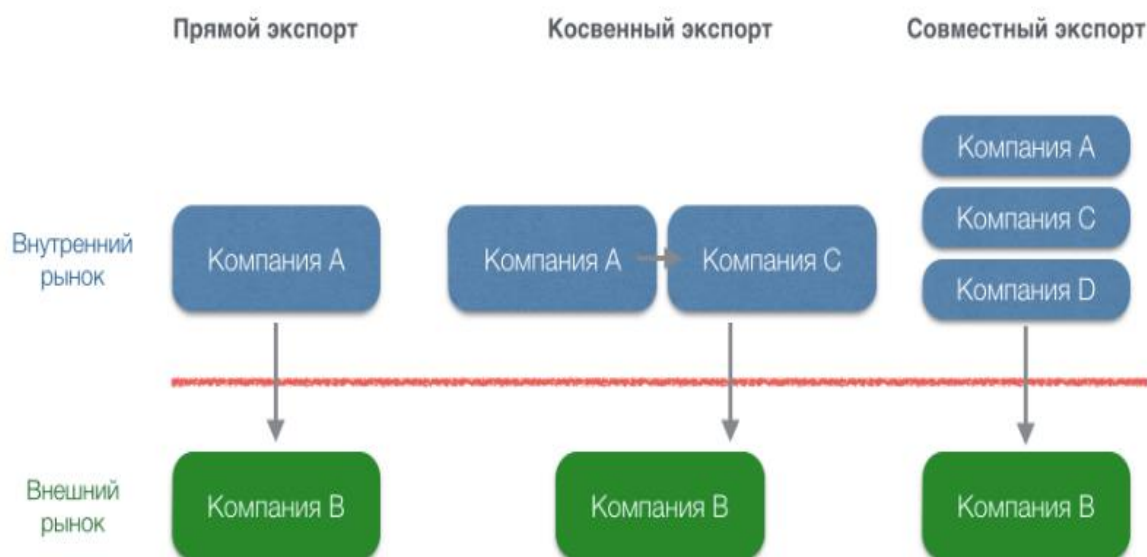 Прямой экспорт
Косвенный экспорт
Совместный экспорт
Внутренний
рынок
Компания А
Компания А
Компания С
Компания А
Компания С
Компания D
Внешний
рынок
Компания В
Компания В
Компания В